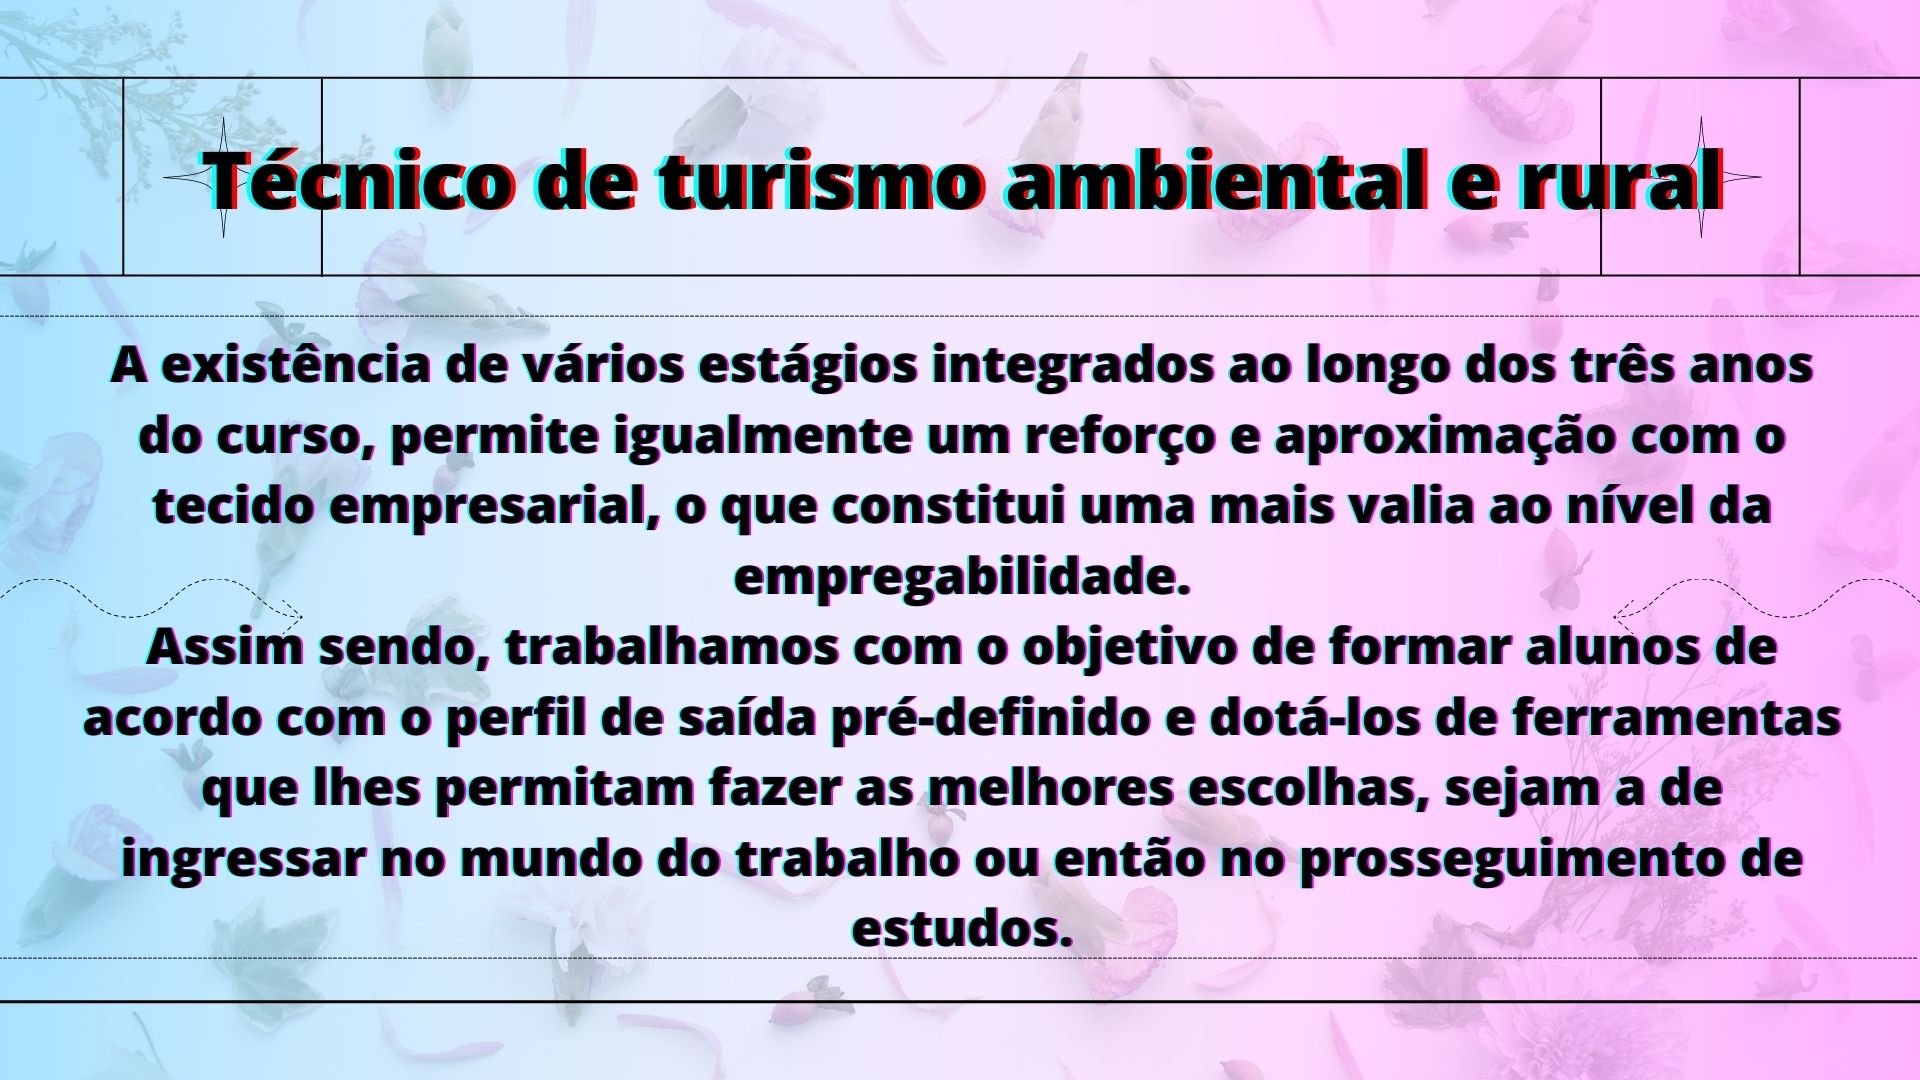 Técnico de turismo ambiental e rural
A existência de vários estágios integrados ao longo dos três anos
do curso, permite igualmente um reforço e aproximação com o
tecido empresarial, o que constitui uma mais valia ao nível da
empregabilidade.
Assim sendo, trabalhamos com o objetivo de formar alunos de
acordo com o perfil de saída pré-definido e dotá-los de ferramentas
que lhes permitam fazer as melhores escolhas, sejam a de
ingressar no mundo do trabalho ou então no prosseguimento de
estudos.